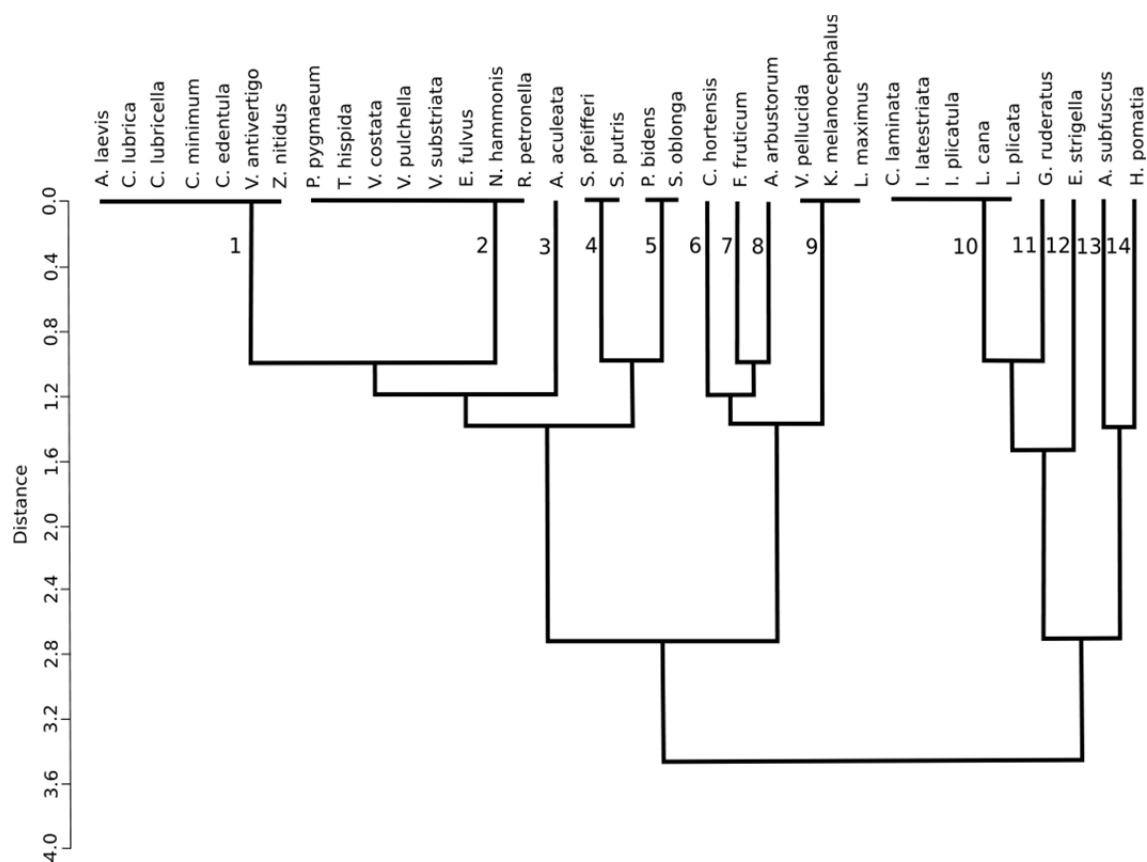 A. laevis
C. lubrica
C. lubricella
C. minimum
C. edentula
V. antivertigo
Z. nitidus
P. pygmaeum
T. hispida
V. costata
V. pulchella
V. substriata
E. fulvus
N. hammonis
R. petronella
A. aculeata
S. pfeifferi
S. putris
P. bidens
S. oblonga
C. hortensis
F. fruticum
A. arbustorum
V. pellucida
K. melanocephalus
L. maximus
C. laminata
I. latestriata
I. plicatula
L. cana
L. plicata
G. ruderatus
E. strigella
A. subfuscus
H. pomatia
1
2
3
4
5
6
7
8
9
10
11
12
13
14
Distance
0.0
0.4
0.8
1.2
1.6
2.0
2.4
2.8
3.2
3.6
4.0